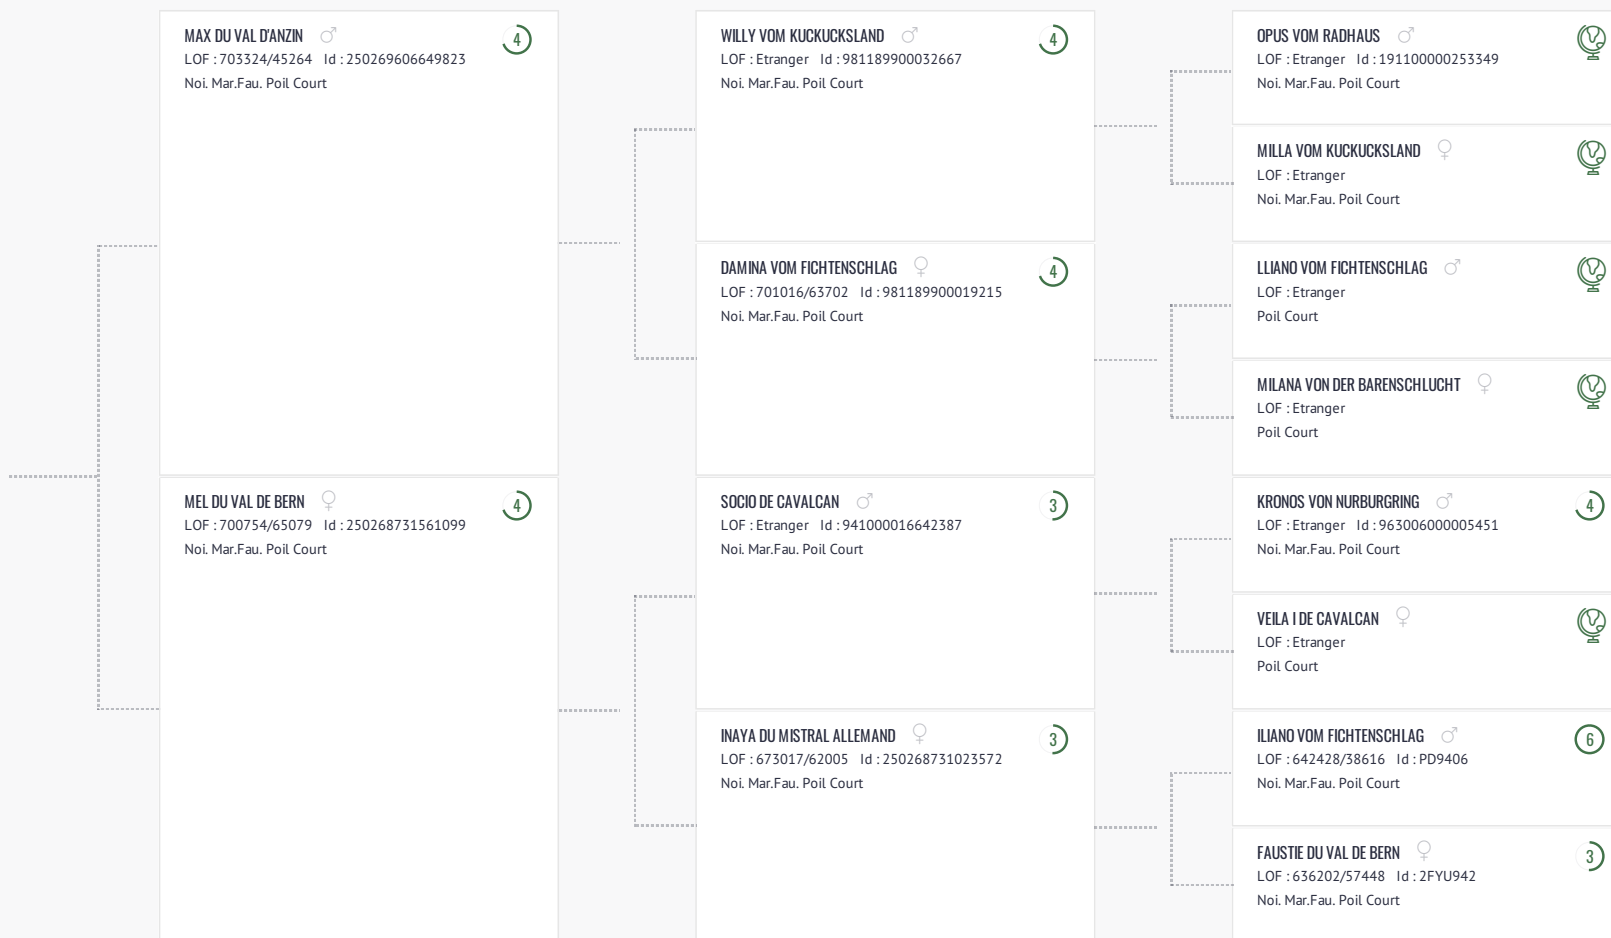 MAX DU VAL D'ANZIN
4
LOF : 703324/45264 Id : 250269606649823
Noi. Mar.Fau. Poil Court
MEL DU VAL DE BERN
4
LOF : 700754/65079 Id : 250268731561099
Noi. Mar.Fau. Poil Court
WILLY VOM KUCKUCKSLAND
4
LOF : Etranger Id : 981189900032667
Noi. Mar.Fau. Poil Court
DAMINA VOM FICHTENSCHLAG
4
LOF : 701016/63702 Id : 981189900019215
Noi. Mar.Fau. Poil Court
SOCIO DE CAVALCAN
3
LOF : Etranger Id : 941000016642387
Noi. Mar.Fau. Poil Court
INAYA DU MISTRAL ALLEMAND
3
LOF : 673017/62005 Id : 250268731023572
Noi. Mar.Fau. Poil Court
OPUS VOM RADHAUS
LOF : Etranger Id : 191100000253349
Noi. Mar.Fau. Poil Court
MILLA VOM KUCKUCKSLAND
LOF : Etranger
Noi. Mar.Fau. Poil Court
LLIANO VOM FICHTENSCHLAG
LOF : Etranger
Poil Court
MILANA VON DER BARENSCHLUCHT
LOF : Etranger
Poil Court
KRONOS VON NURBURGRING
4
LOF : Etranger Id : 963006000005451
Noi. Mar.Fau. Poil Court
VEILA I DE CAVALCAN
LOF : Etranger
Poil Court
ILIANO VOM FICHTENSCHLAG
6
LOF : 642428/38616 Id : PD9406
Noi. Mar.Fau. Poil Court
FAUSTIE DU VAL DE BERN
3
LOF : 636202/57448 Id : 2FYU942
Noi. Mar.Fau. Poil Court